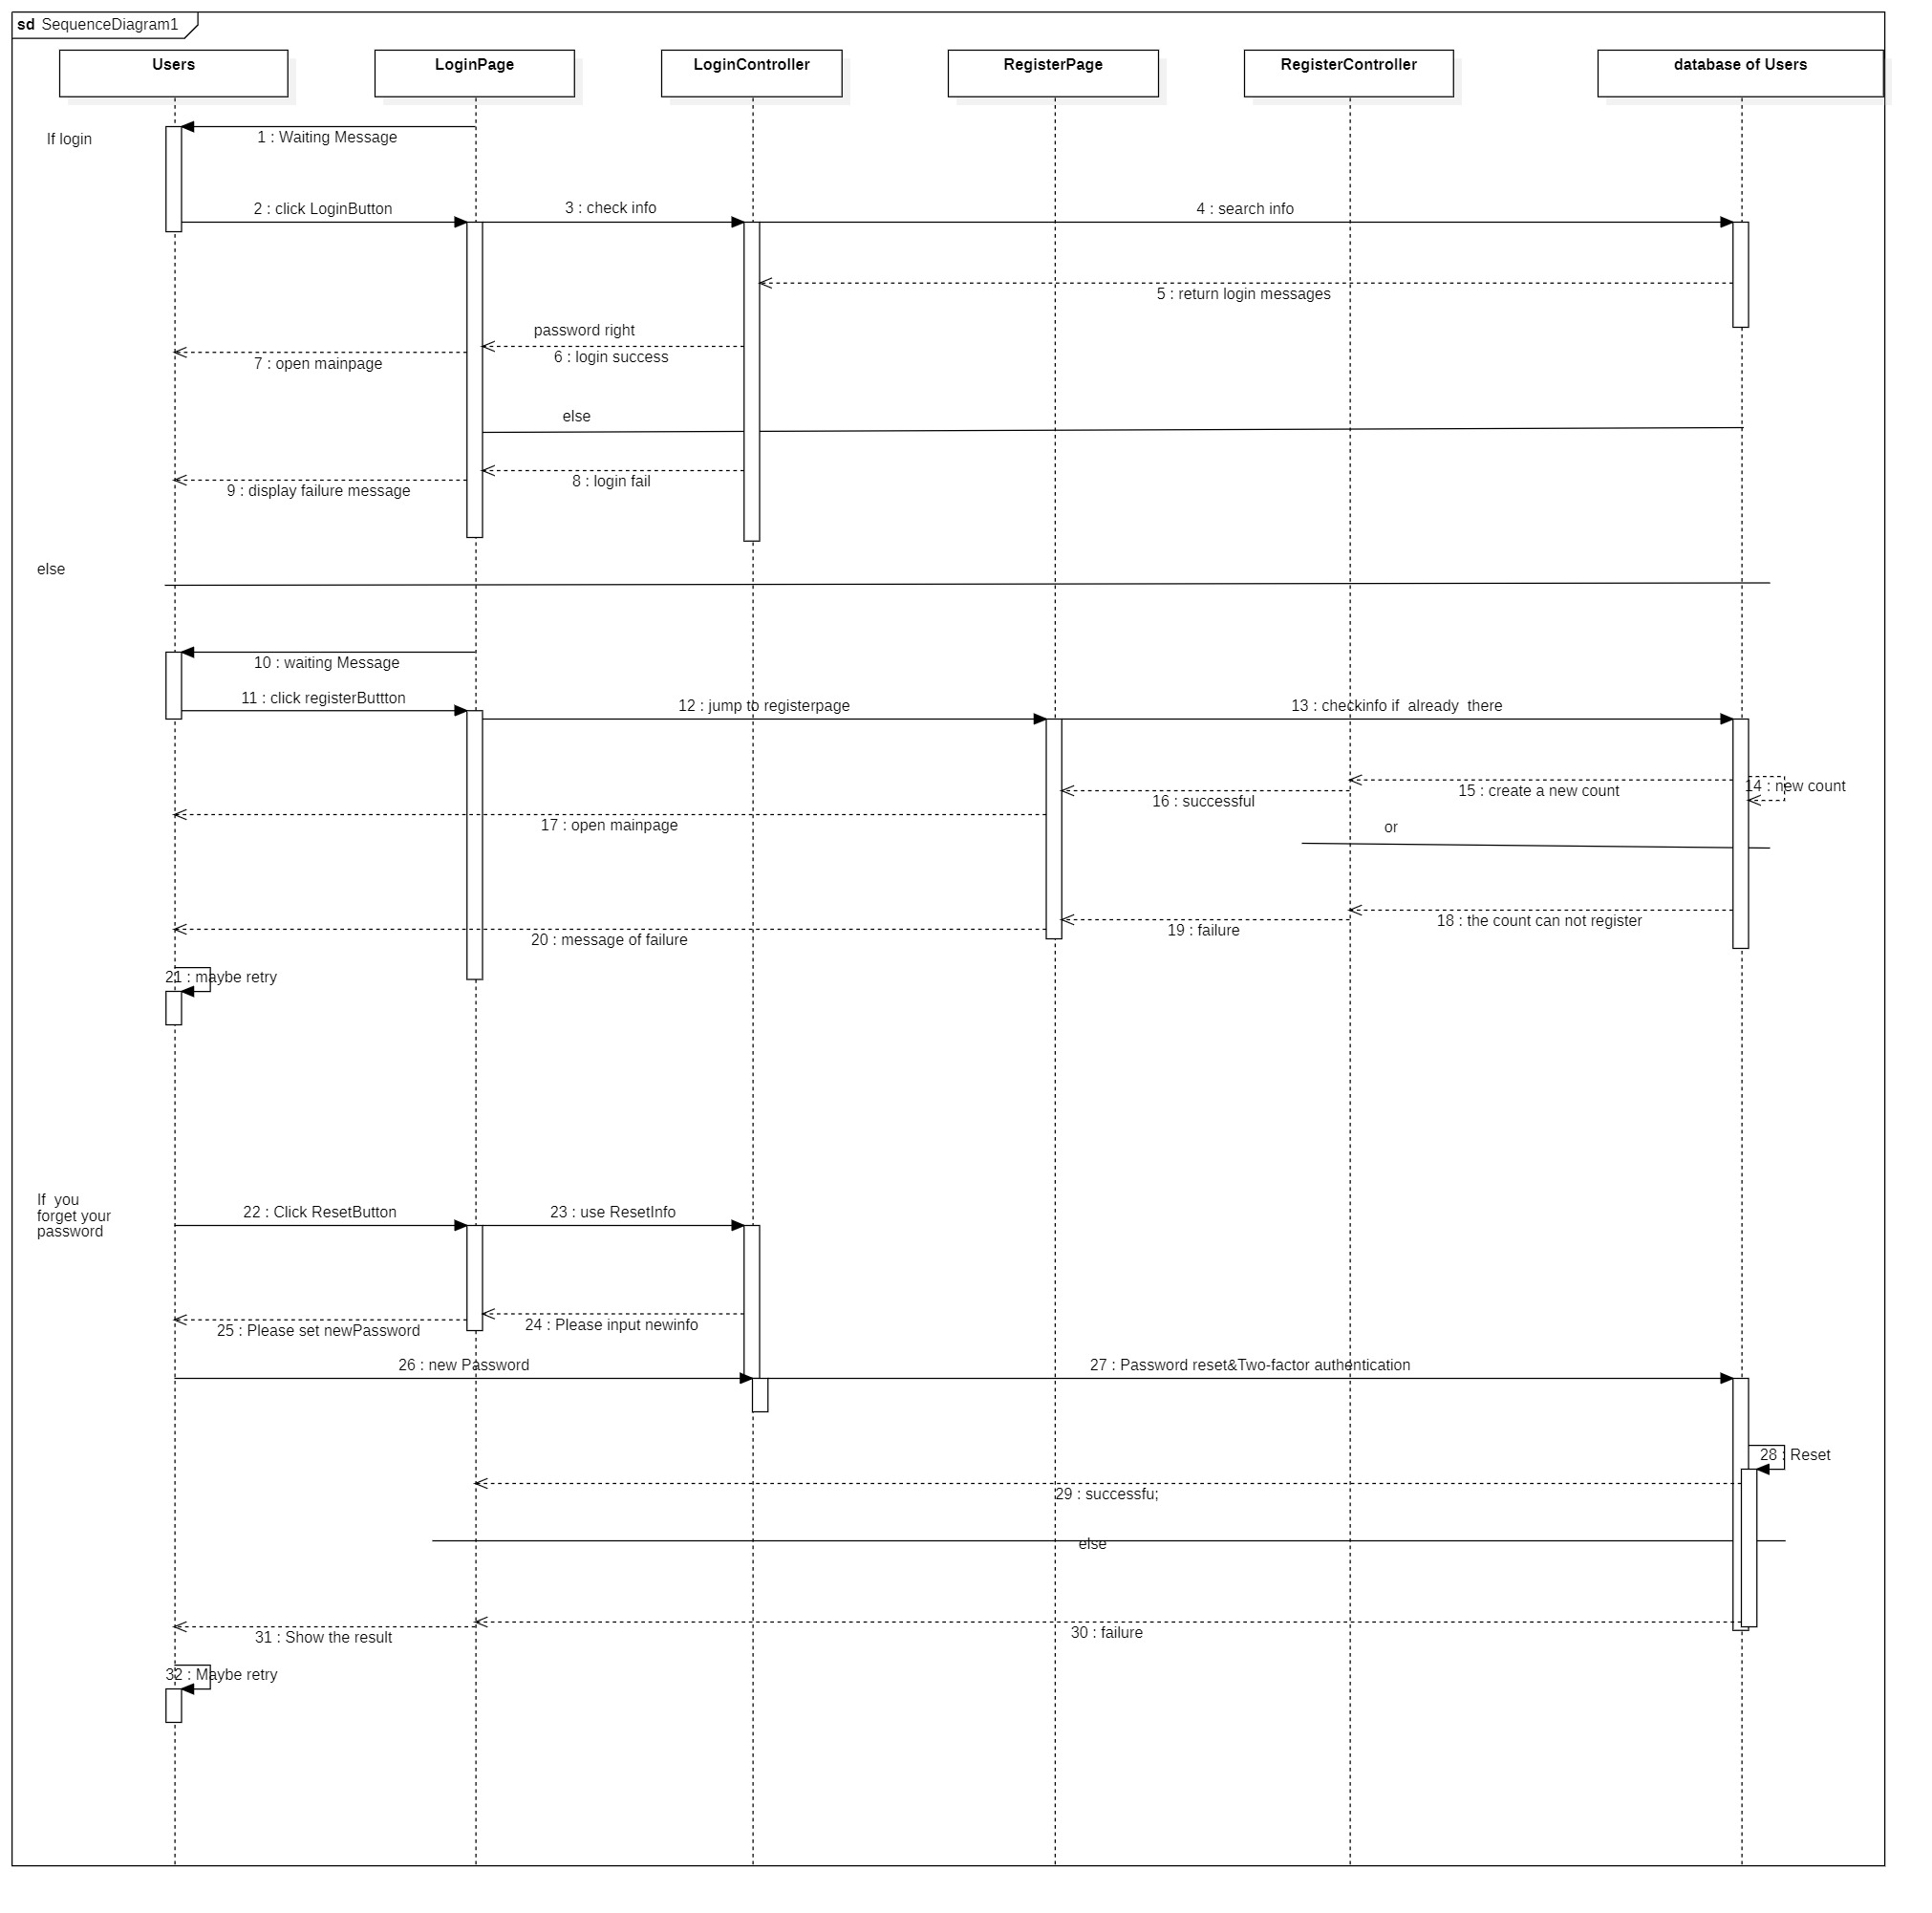 sd SequenceDiagram1
Users
LoginPage
LoginController
RegisterPage
RegisterController
database of Users
If login
1 : Waiting Message
2 : click LoginButton
3 : check info
4 : search info
5 : return login messages
password right
6 : login success
7 : open mainpage
else
8 : login fail
9 : display failure message
else
10 : waiting Message
11 : click registerButtton
12 : jump to registerpage
13 : checkinfo if  already  there
14 : new count
15 : create a new count
16 : successful
17 : open mainpage
or
18 : the count can not register
19 : failure
20 : message of failure
21 : maybe retry
If  you
forget your
password
22 : Click ResetButton
23 : use ResetInfo
24 : Please input newinfo
25 : Please set newPassword
26 : new Password
27 : Password reset&Two-factor authentication
28 : Reset
29 : successfu;
else
30 : failure
31 : Show the result
32 : Maybe retry